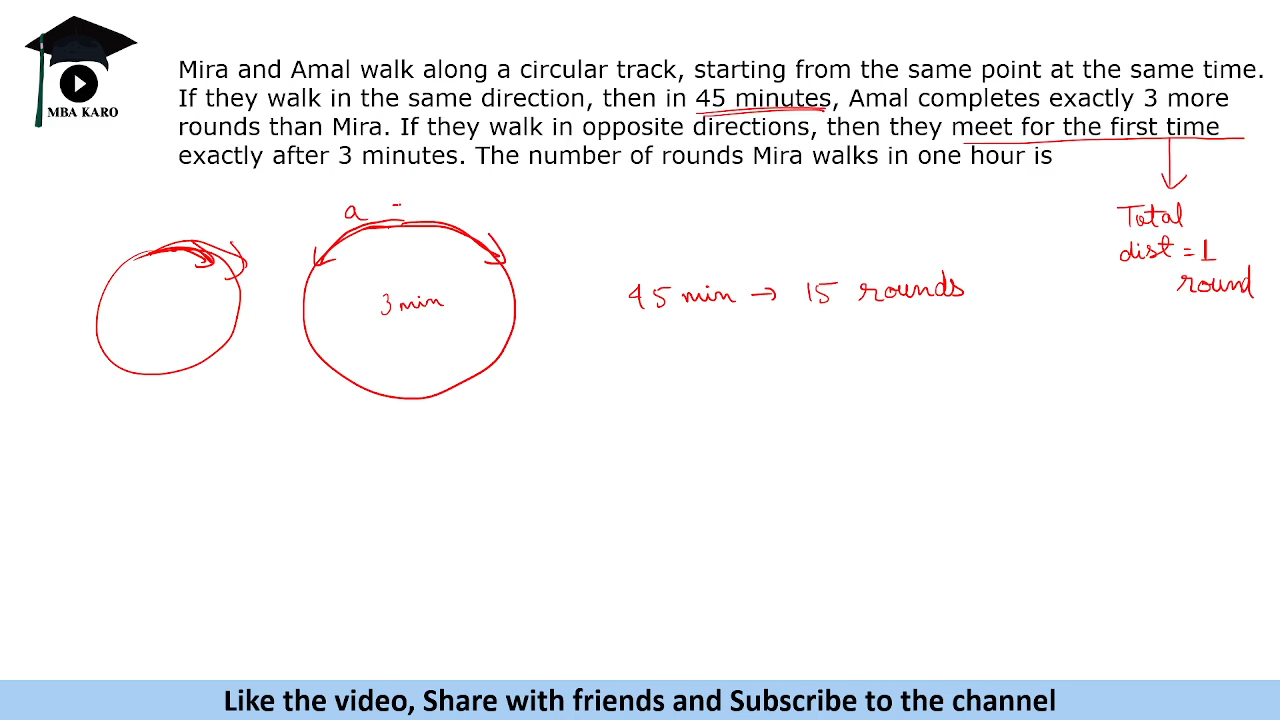 MBA KARO
Mira and Amal walk along a circular track, starting from the same point at the same time.
If they walk in the same direction, then in 45 minutes, Amal completes exactly 3 more
rounds than Mira. If they walk in opposite directions, then they meet for the first time
exactly after 3 minutes. The number of rounds Mira walks in one hour is
a =
3 min
45 min → 15 rounds
Total
dist = 1
round
Like the video, Share with friends and Subscribe to the channel